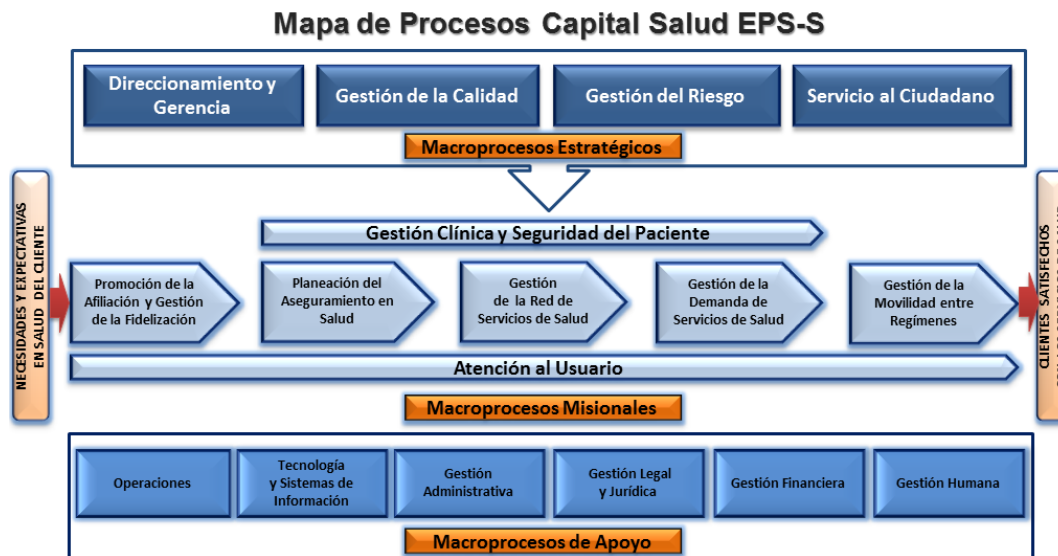 Mapa de Procesos Capital Salud EPS-S
Direccionamiento y
Gerencia
Gestión de la Calidad
Gestión del Riesgo
Servicio al Ciudadano
Macroprocesos Estratégicos
NECESIDADES Y EXPECTATIVAS
EN SALUD DEL CLIENTE
Gestión Clínica y Seguridad del Paciente
Promoción de la
Afiliación y Gestión
de la Fidelización
Planeación del
Aseguramiento en
Salud
Gestión
de la Red de
Servicios de Salud
Gestión de la
Demanda de
Servicios de Salud
Gestión de la
Movilidad entre
Regímenes
CLIENTES SATISFECHOS
Atención al Usuario
Macroprocesos Misionales
Operaciones
Tecnología
y Sistemas de
Información
Gestión
Administrativa
Gestión Legal
y Jurídica
Gestión Financiera
Gestión Humana
Macroprocesos de Apoyo